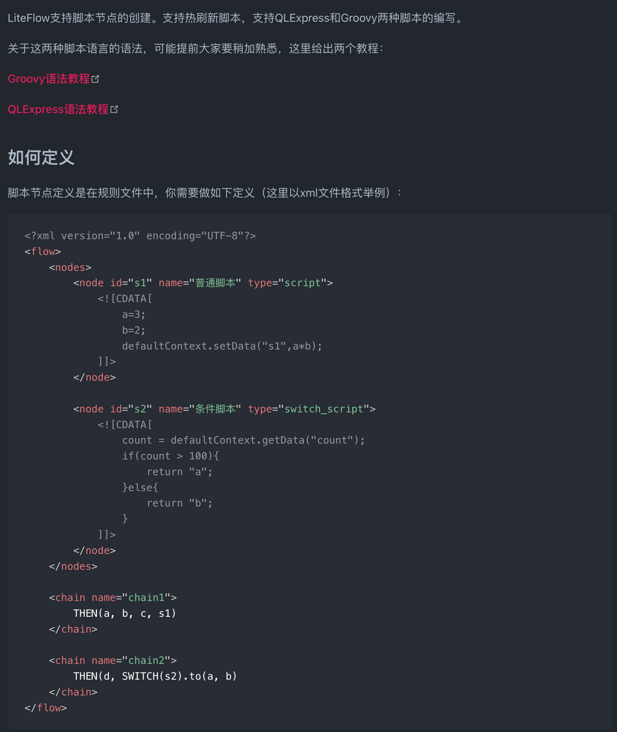 LiteFlow支持脚本节点的创建。支持热刷新脚本，支持QLExpress和Groovy两种脚本的编写。
关于这两种脚本语言的语法，可能提前大家要稍加熟悉，这里给出两个教程：
Groovy语法教程
QLExpress语法教程
如何定义
脚本节点定义是在规则文件中，你需要做如下定义（这里以xml文件格式举例）：
<?xml version="1.0" encoding="UTF-8"?>
<flow>
    <nodes>
        <node id="s1" name="普通脚本" type="script">
            <![CDATA[
                a=3;
                b=2;
                defaultContext.setData("s1",a*b);
            ]]>
        </node>

        <node id="s2" name="条件脚本" type="switch_script">
            <![CDATA[
                count = defaultContext.getData("count");
                if(count > 100){
                    return "a";
                }else{
                    return "b";
                }
            ]]>
        </node>
    </nodes>

    <chain name="chain1">
        THEN(a, b, c, s1)
    </chain>

    <chain name="chain2">
        THEN(d, SWITCH(s2).to(a, b)
    </chain>
</flow>